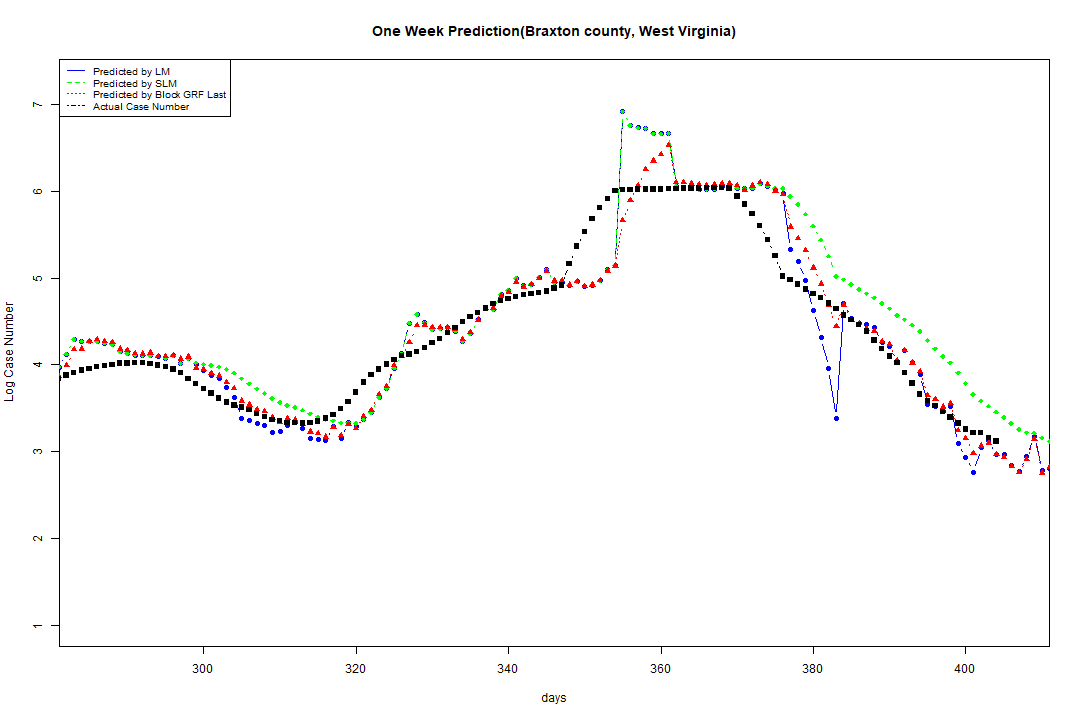 One Week Prediction(Braxton county, West Virginia)
Predicted by LM
Predicted by SLM
Predicted by Block GRF Last
Actual Case Number
7
6
5
4
3
2
1
Log Case Number
300 320 340 360 380 400
days